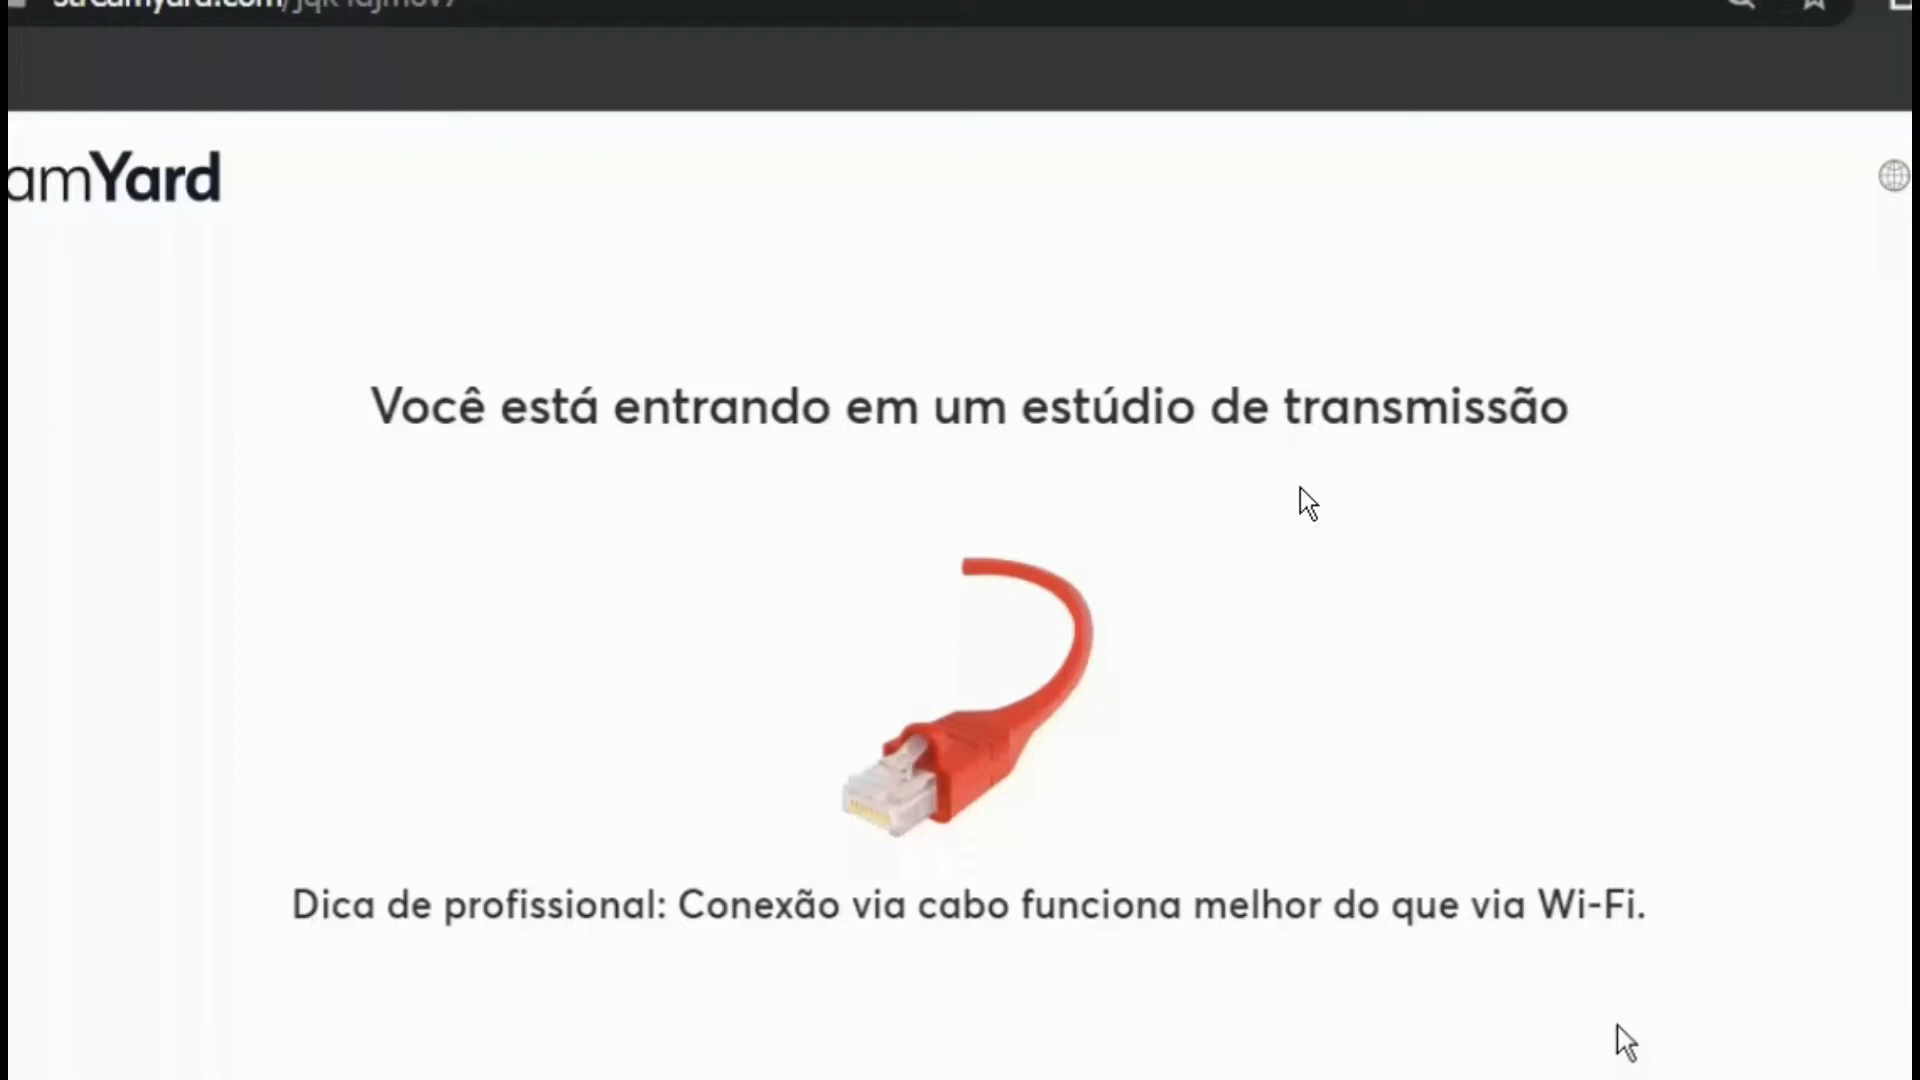 amYard
Você está entrando em um estúdio de transmissão
Dica de profissional: Conexão via cabo funciona melhor do que via Wi-Fi.